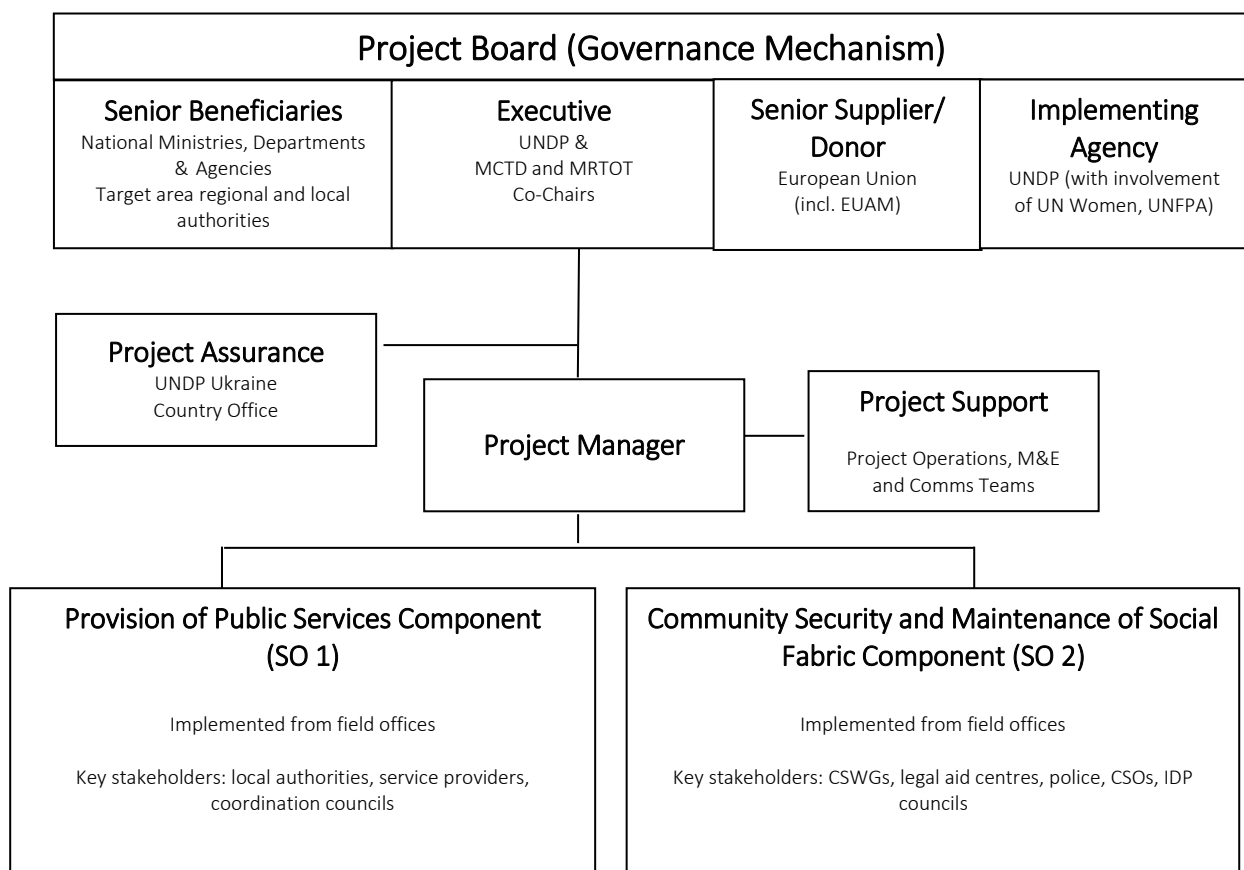 Project Board (Governance Mechanism)
Senior Beneficiaries
National Ministries, Departments
& Agencies
Target area regional and local
authorities
Executive
UNDP &
MCTD and MRTOT
Co-Chairs
Senior Supplier/
Donor
European Union
(incl. EUAM)
Implementing
Agency
UNDP (with involvement
of UN Women, UNFPA)
Project Assurance
UNDP Ukraine
Country Office
Project Manager
Project Support
Project Operations, M&E
and Comms Teams
Provision of Public Services Component
(SO 1)
Implemented from field offices
Key stakeholders: local authorities, service providers,
coordination councils
Community Security and Maintenance of Social
Fabric Component (SO 2)
Implemented from field offices
Key stakeholders: CSWGs, legal aid centres, police, CSOs, IDP
councils